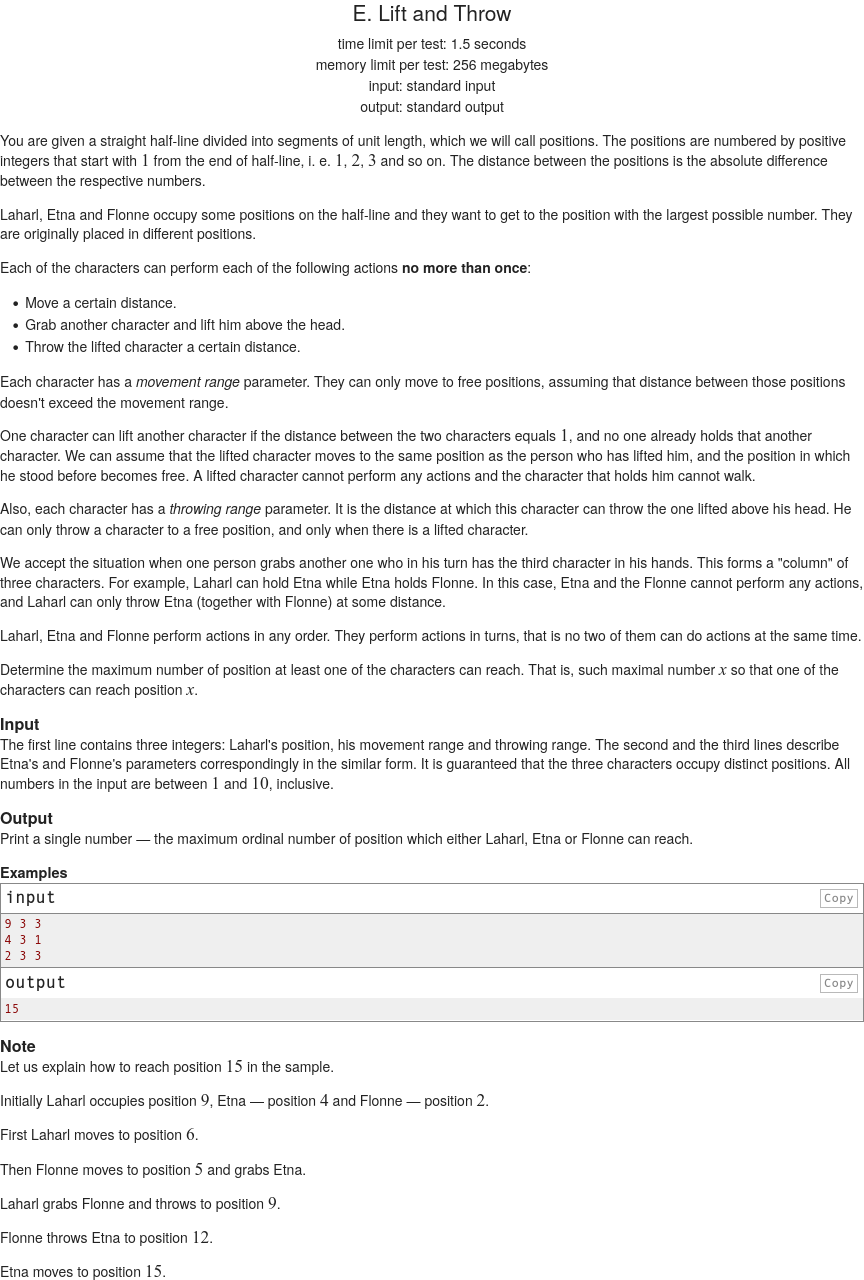 E. Lift and Throw
time limit per test: 1.5 seconds
memory limit per test: 256 megabytes
input: standard input
output: standard output
You are given a straight half-line divided into segments of unit length, which we will call positions. The positions are numbered by positive
integers that start with 1 from the end of half-line, i. e. 1, 2, 3 and so on. The distance between the positions is the absolute difference
between the respective numbers.
Laharl, Etna and Flonne occupy some positions on the half-line and they want to get to the position with the largest possible number. They
are originally placed in different positions.
Each of the characters can perform each of the following actions no more than once:
• Move a certain distance.
• Grab another character and lift him above the head.
• Throw the lifted character a certain distance.
Each character has a movement range parameter. They can only move to free positions, assuming that distance between those positions
doesn't exceed the movement range.
One character can lift another character if the distance between the two characters equals 1, and no one already holds that another
character. We can assume that the lifted character moves to the same position as the person who has lifted him, and the position in which
he stood before becomes free. A lifted character cannot perform any actions and the character that holds him cannot walk.
Also, each character has a throwing range parameter. It is the distance at which this character can throw the one lifted above his head. He
can only throw a character to a free position, and only when there is a lifted character.
We accept the situation when one person grabs another one who in his turn has the third character in his hands. This forms a "column" of
three characters. For example, Laharl can hold Etna while Etna holds Flonne. In this case, Etna and the Flonne cannot perform any actions,
and Laharl can only throw Etna (together with Flonne) at some distance.
Laharl, Etna and Flonne perform actions in any order. They perform actions in turns, that is no two of them can do actions at the same time.
Determine the maximum number of position at least one of the characters can reach. That is, such maximal number x so that one of the
characters can reach position x.
Input
The first line contains three integers: Laharl's position, his movement range and throwing range. The second and the third lines describe
Etna's and Flonne's parameters correspondingly in the similar form. It is guaranteed that the three characters occupy distinct positions. All
numbers in the input are between 1 and 10, inclusive.
Output
Print a single number — the maximum ordinal number of position which either Laharl, Etna or Flonne can reach.
Examples
input
Copy
9 3 3
4 3 1
2 3 3
output
Copy
15
Note
Let us explain how to reach position 15 in the sample.
Initially Laharl occupies position 9, Etna — position 4 and Flonne — position 2.
First Laharl moves to position 6.
Then Flonne moves to position 5 and grabs Etna.
Laharl grabs Flonne and throws to position 9.
Flonne throws Etna to position 12.
Etna moves to position 15.